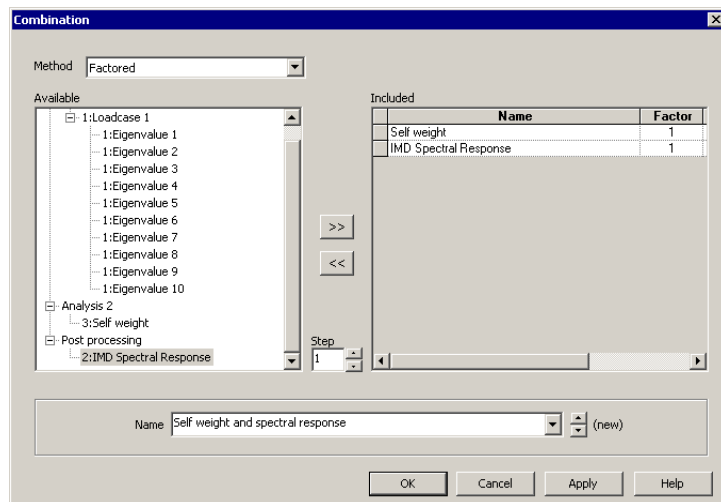 Combination
Method Factored
Available
1:Loadcase 1
1:Eigenvalue 1
1:Eigenvalue 2
1:Eigenvalue 3
1:Eigenvalue 4
1:Eigenvalue 5
1:Eigenvalue 6
1:Eigenvalue 7
1:Eigenvalue 8
1:Eigenvalue 9
1:Eigenvalue 10
Analysis 2
3:Self weight
Post processing
2:IMD Spectral Response
>>
<<
Step
1
Included
Name Factor
Self weight 1
IMD Spectral Response 1
Name Self weight and spectral response (new)
OK Cancel Apply Help